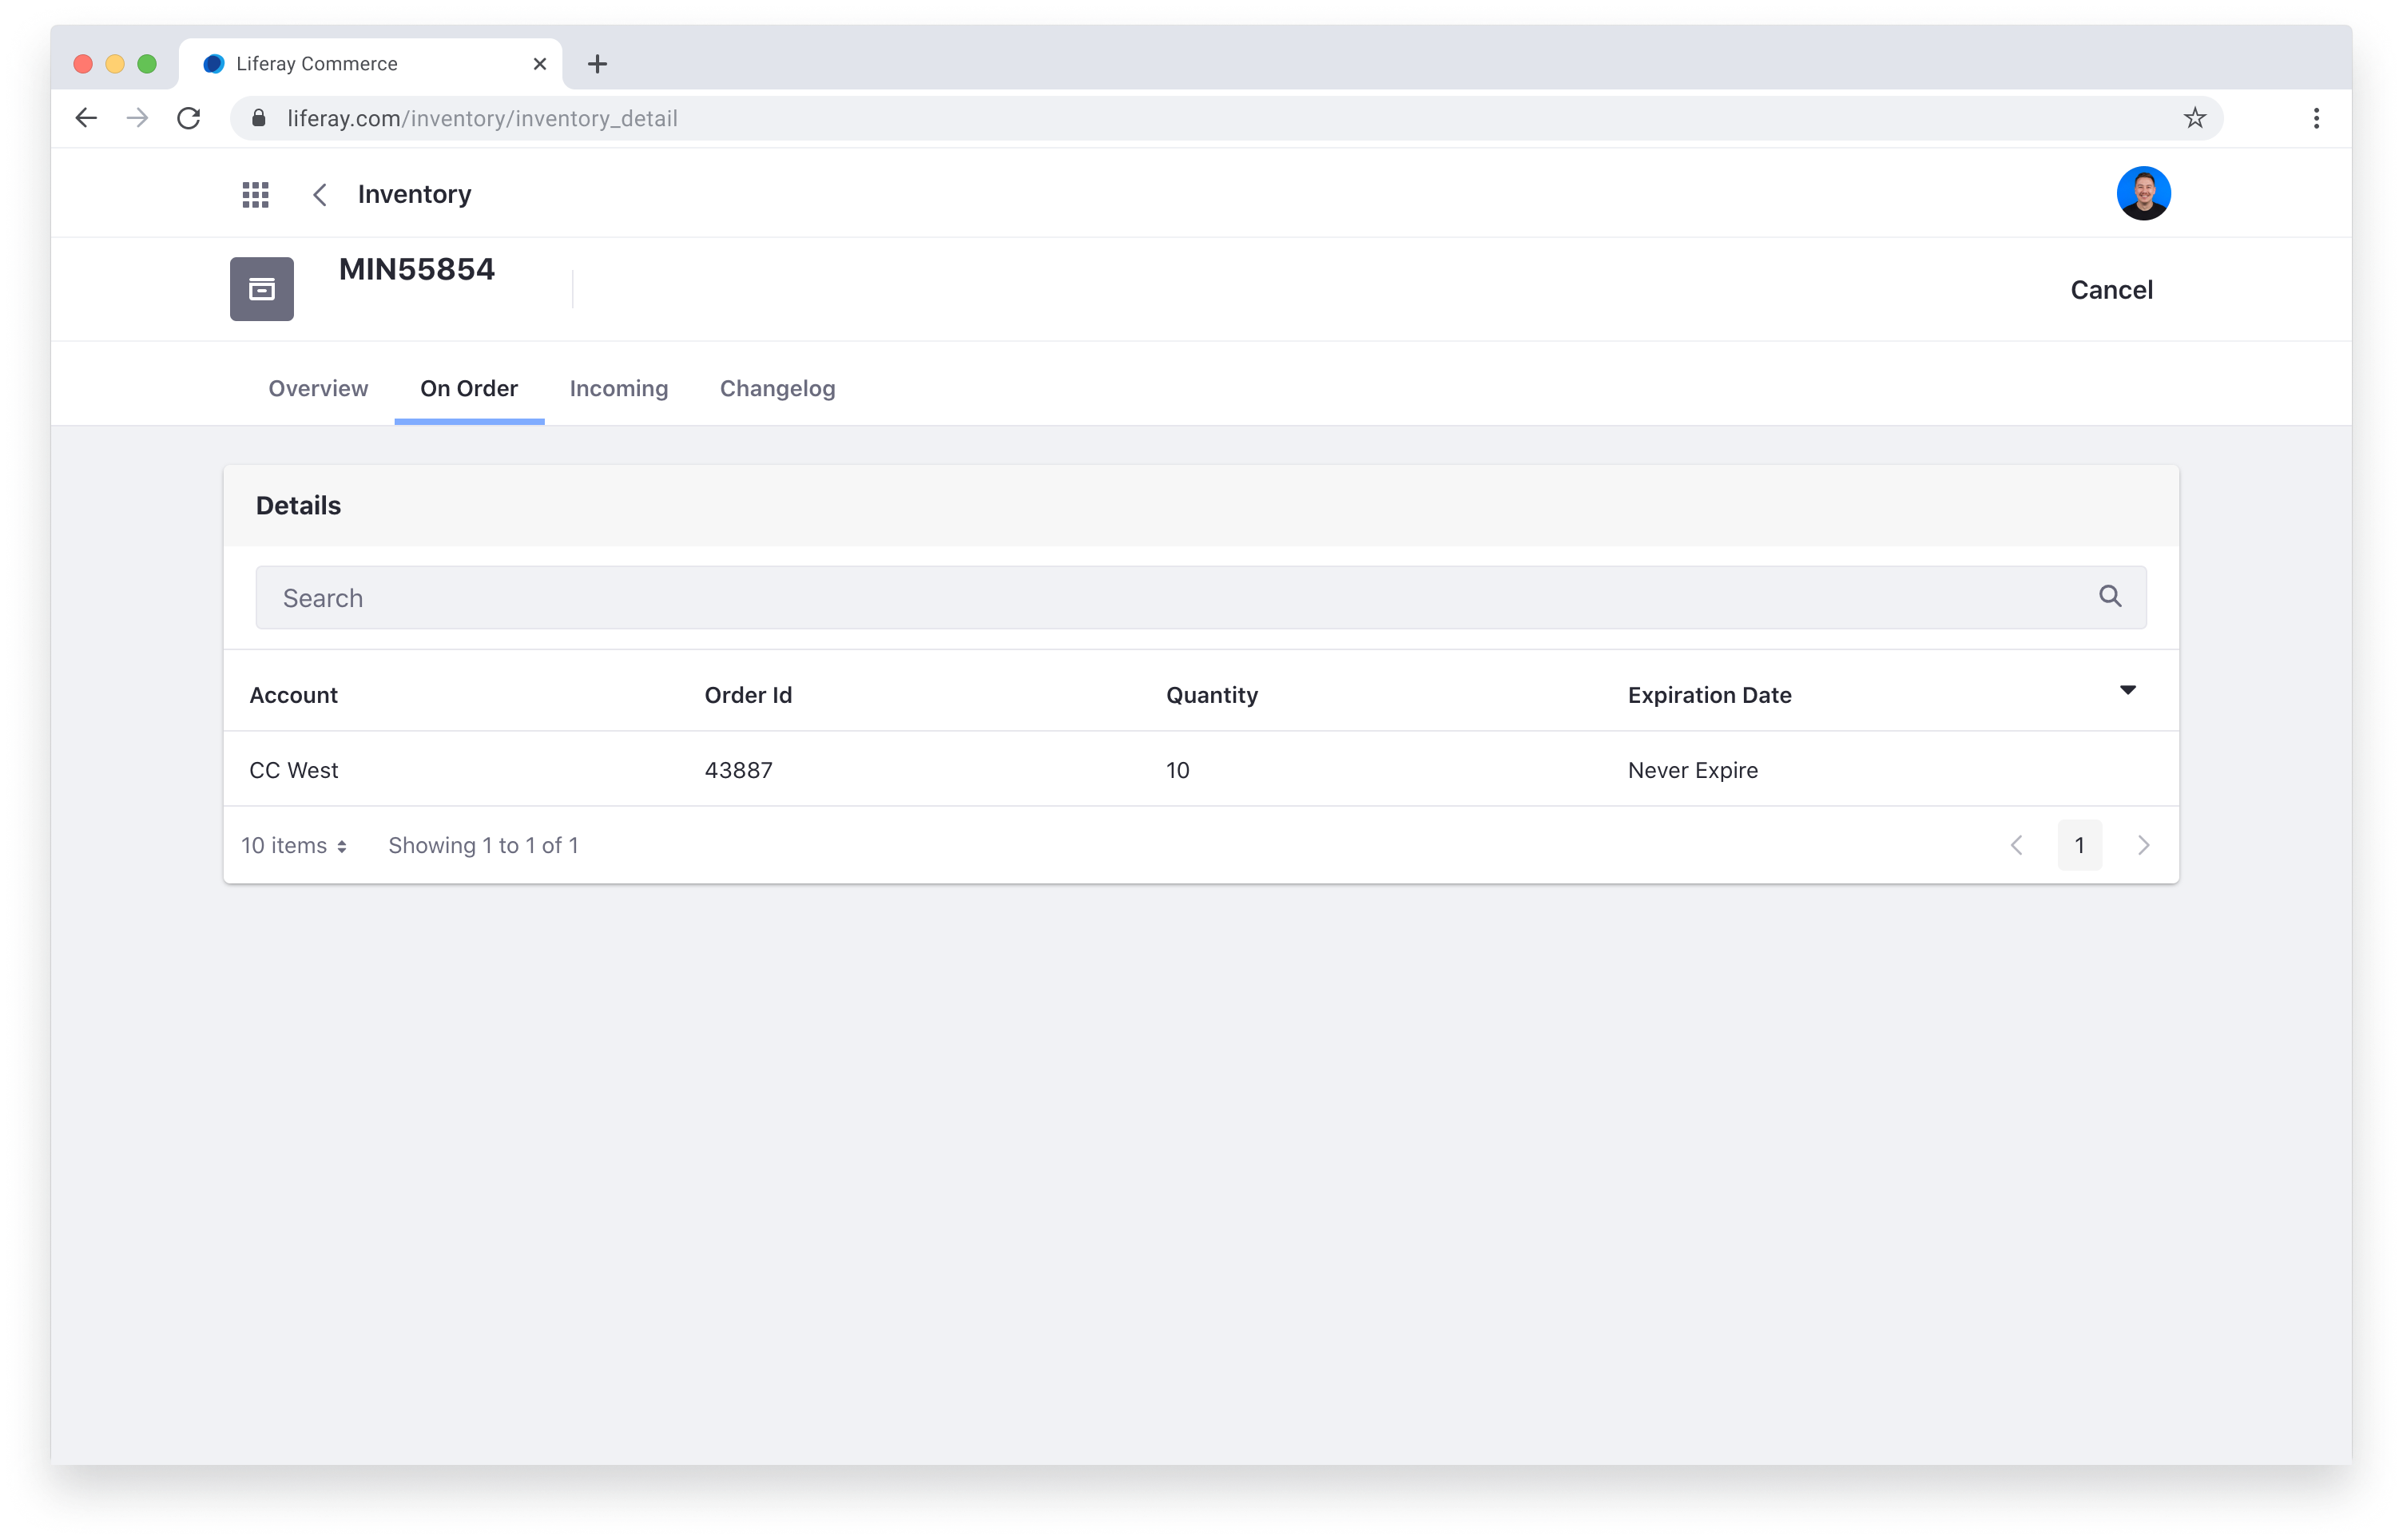 Liferay Commerce
liferay.com/inventory/inventory_detail
Inventory
MIN55854
Cancel
Overview On Order Incoming Changelog
Details
Search
Account Order Id Quantity Expiration Date
CC West 43887 10 Never Expire
10 items Showing 1 to 1 of 1 1